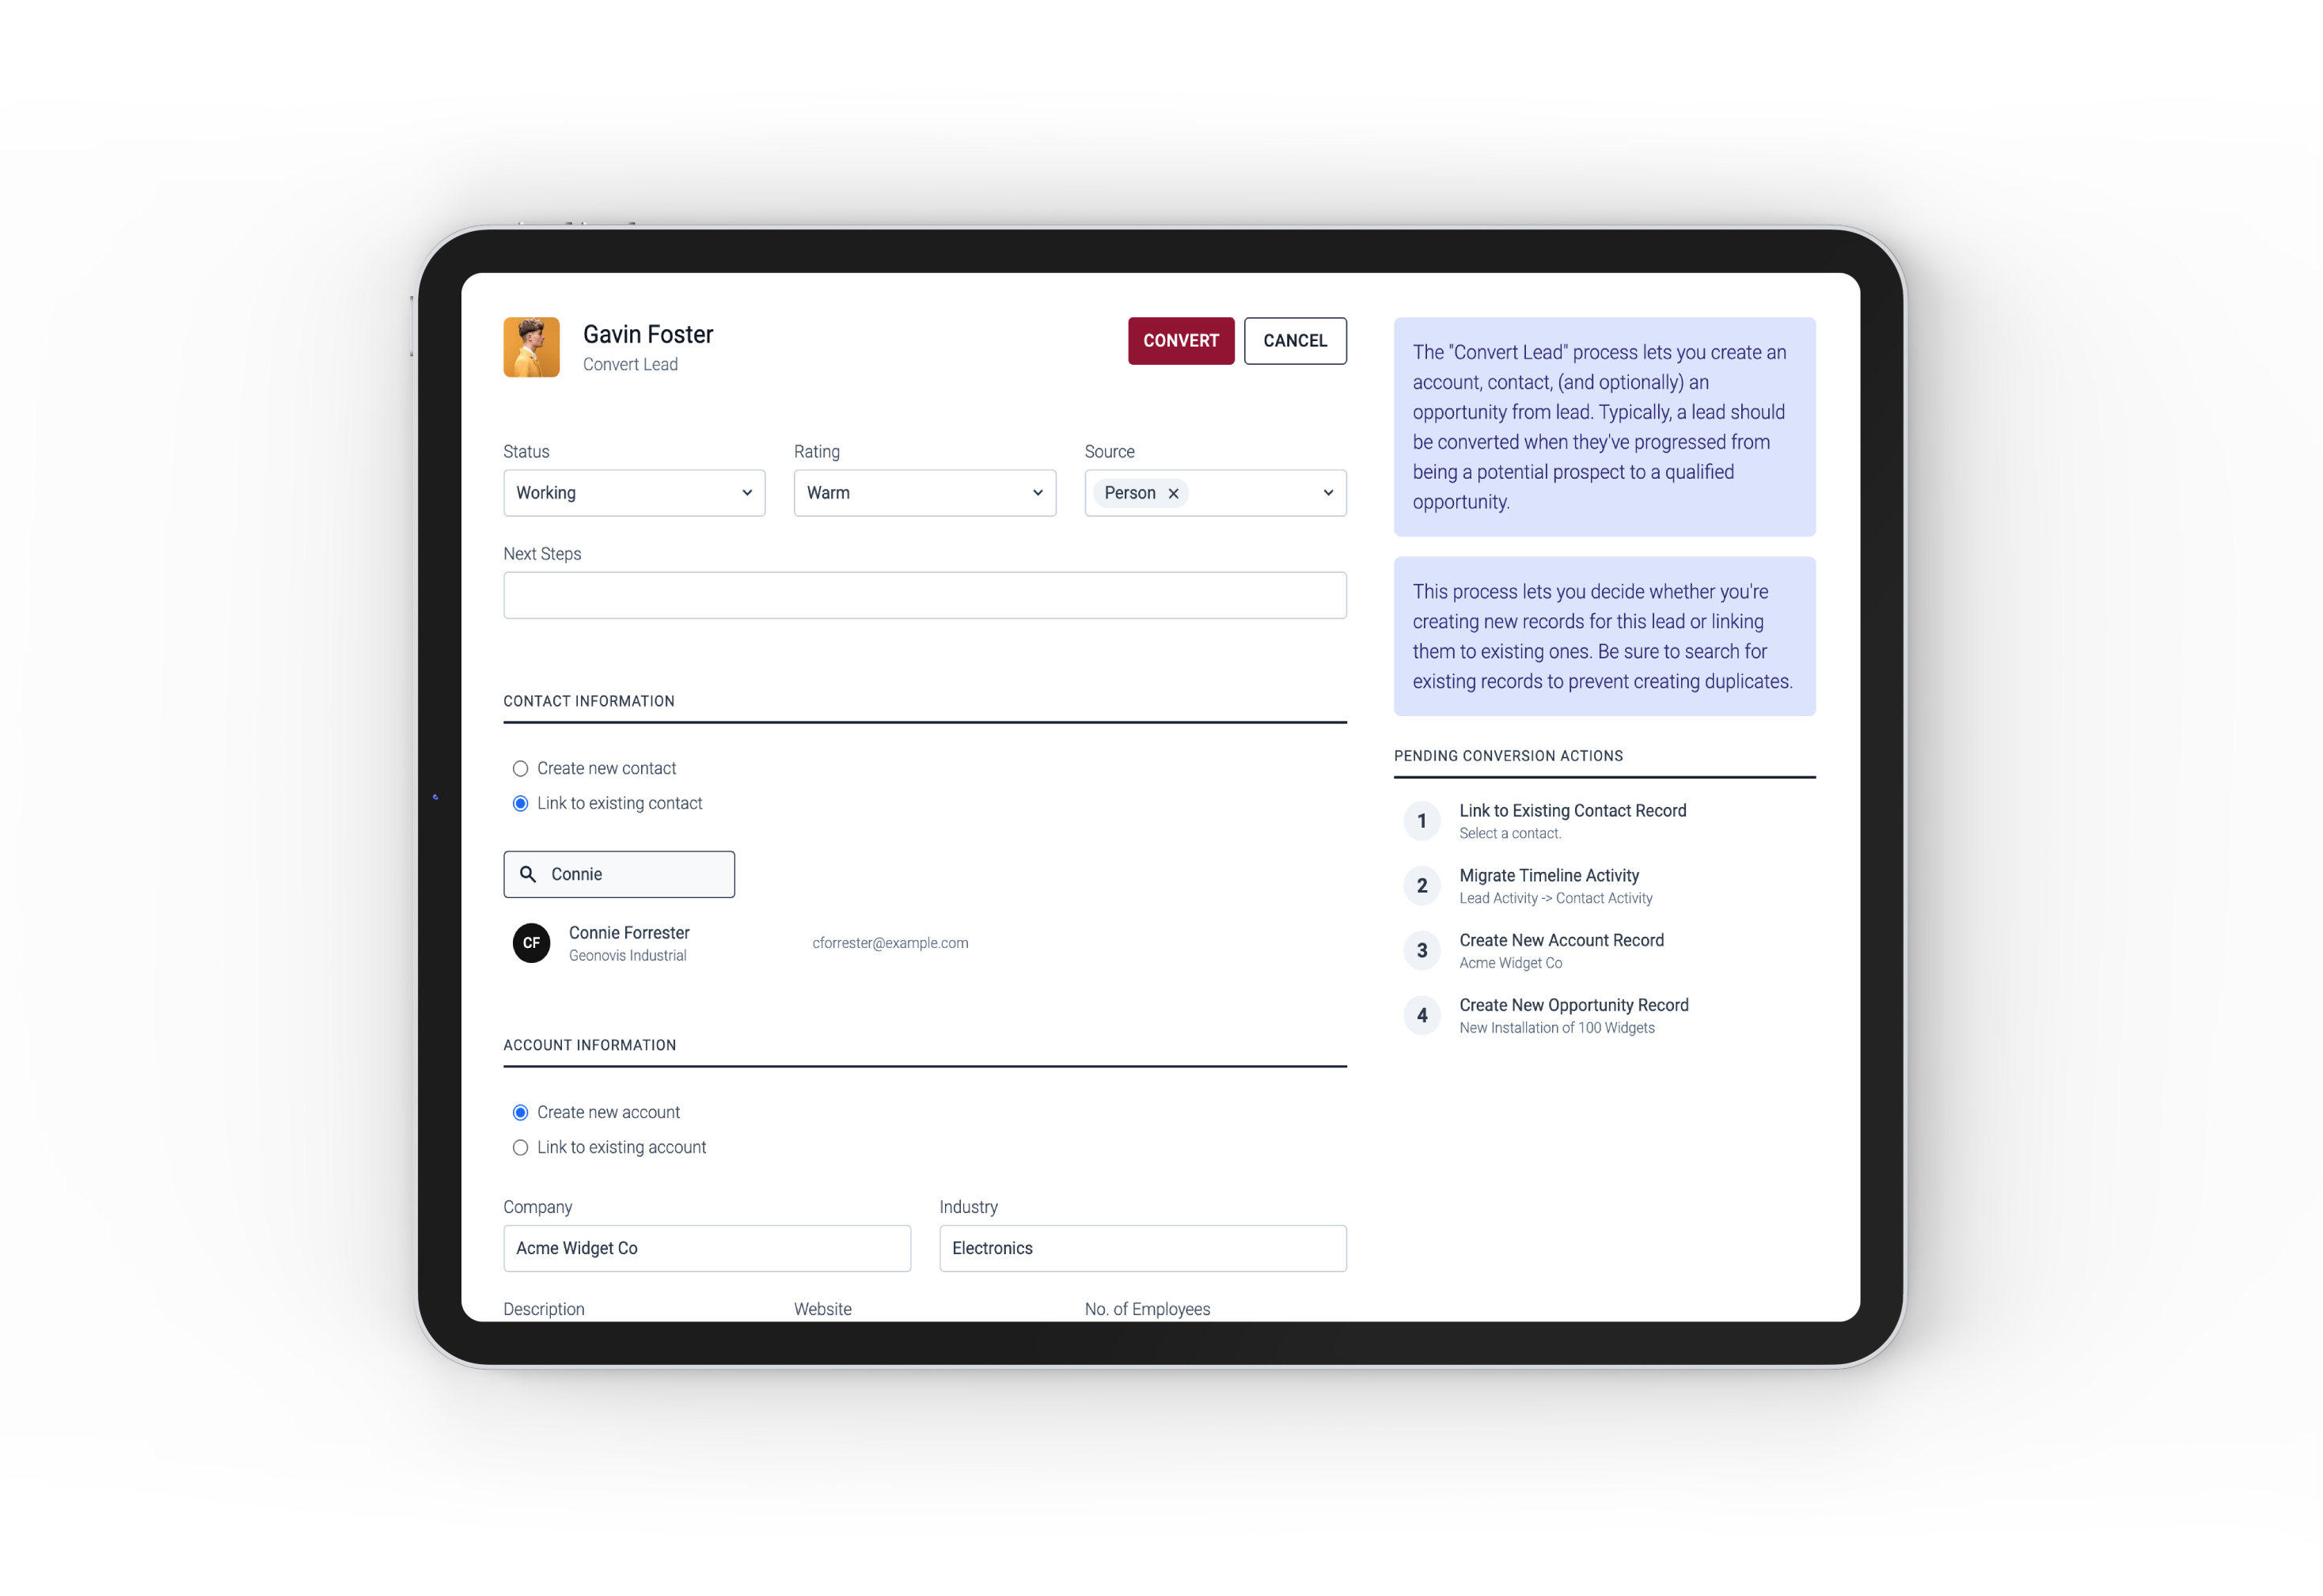 Gavin Foster
Convert Lead
CONVERT
CANCEL
Status
Rating
Source
Working
Warm
Person
Next Steps
CONTACT INFORMATION
Create new contact
Link to existing contact
Connie
CF
Connie Forrester
Geonovis Industrial
cforrester@example.com
ACCOUNT INFORMATION
Create new account
Link to existing account
Company
Industry
Acme Widget Co
Electronics
Description
Website
No. of Employees
The "Convert Lead" process lets you create an
account, contact, (and optionally) an
opportunity from lead. Typically, a lead should
be converted when they've progressed from
being a potential prospect to a qualified
opportunity.
This process lets you decide whether you're
creating new records for this lead or linking
them to existing ones. Be sure to search for
existing records to prevent creating duplicates.
PENDING CONVERSION ACTIONS
1
Link to Existing Contact Record
Select a contact.
2
Migrate Timeline Activity
Lead Activity -> Contact Activity
3
Create New Account Record
Acme Widget Co
4
Create New Opportunity Record
New Installation of 100 Widgets